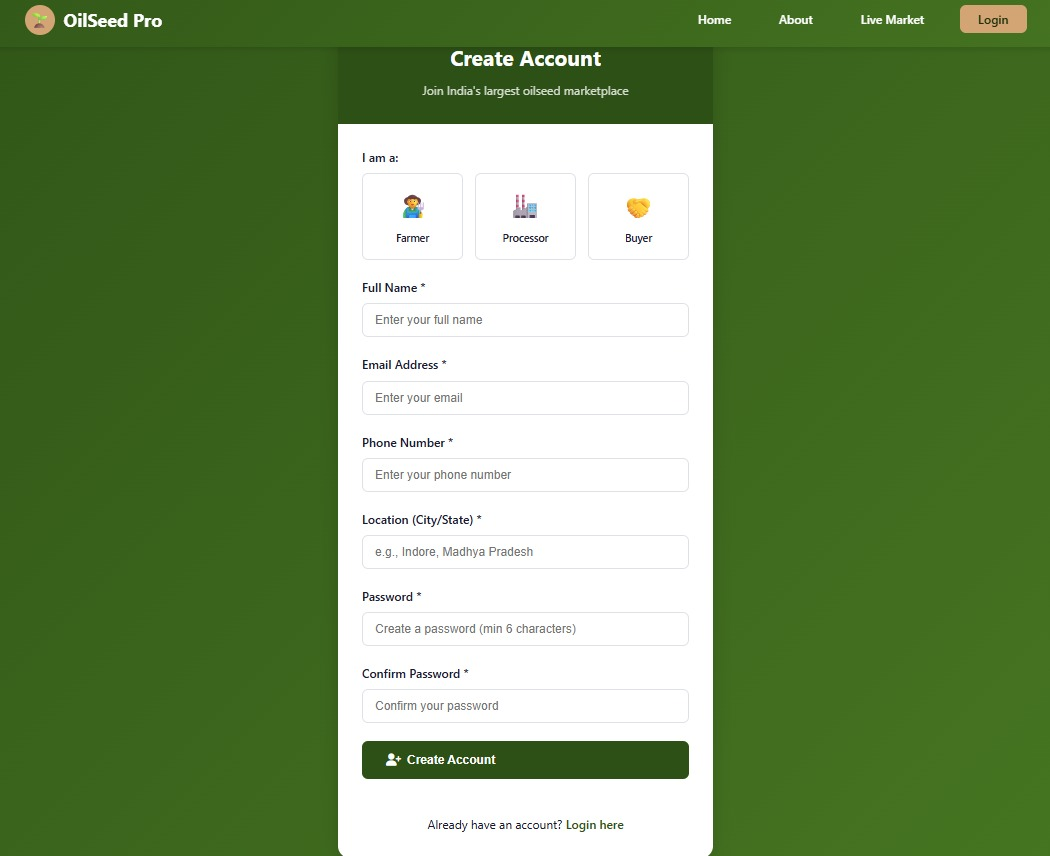 OilSeed Pro
Home About Live Market Login
Create Account
Join India's largest oilseed marketplace
I am a:
Farmer Processor Buyer
Full Name *
Enter your full name
Email Address *
Enter your email
Phone Number *
Enter your phone number
Location (City/State) *
e.g., Indore, Madhya Pradesh
Password *
Create a password (min 6 characters)
Confirm Password *
Confirm your password
Create Account
Already have an account? Login here